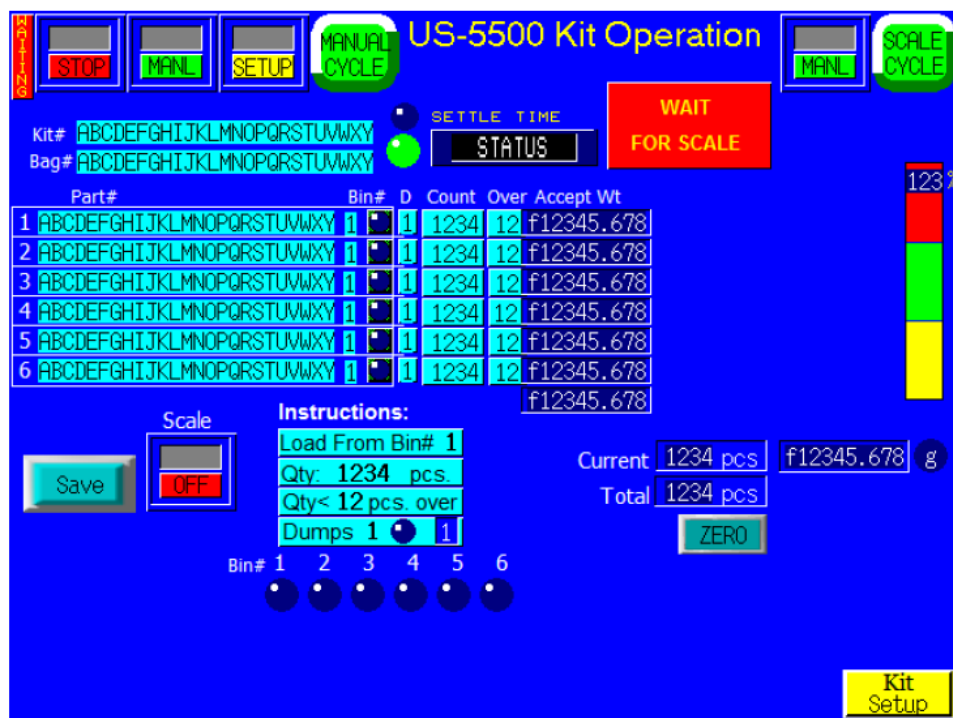 WAITING
STOP
MANL
SETUP
MANUAL
CYCLE
US-5500 Kit Operation
MANL
SCALE
CYCLE
Kit# ABCDEFGHIJKLMNOPQRSTUVWXY
Bag# ABCDEFGHIJKLMNOPQRSTUVWXY
SETTLE TIME
STATUS
WAIT
FOR SCALE
123%
Part# Bin# D Count Over Accept Wt
1 ABCDEFGHIJKLMNOPQRSTUVWXY 1 1 1234 12 f12345.678
2 ABCDEFGHIJKLMNOPQRSTUVWXY 1 1 1234 12 f12345.678
3 ABCDEFGHIJKLMNOPQRSTUVWXY 1 1 1234 12 f12345.678
4 ABCDEFGHIJKLMNOPQRSTUVWXY 1 1 1234 12 f12345.678
5 ABCDEFGHIJKLMNOPQRSTUVWXY 1 1 1234 12 f12345.678
6 ABCDEFGHIJKLMNOPQRSTUVWXY 1 1 1234 12 f12345.678
f12345.678
Save
Scale
OFF
Instructions:
Load From Bin# 1
Qty: 1234 pcs.
Qty< 12 pcs. over
Dumps 1 1
Current 1234 pcs f12345.678 g
Total 1234 pcs
ZERO
Bin# 1 2 3 4 5 6
Kit
Setup